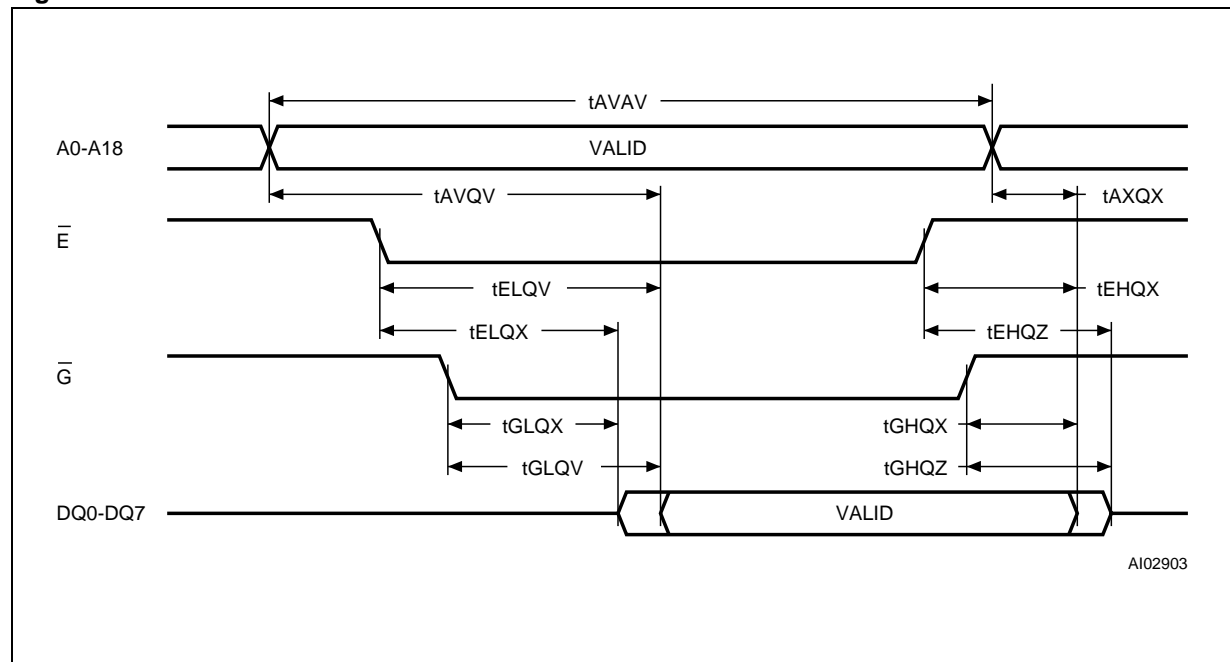 tAVAV
A0-A18
VALID
tAVQV
tAXQX
E̅
tELQV
tEHQX
tELQX
tEHQZ
G̅
tGLQX
tGHQX
tGLQV
tGHQZ
DQ0-DQ7
VALID
AI02903